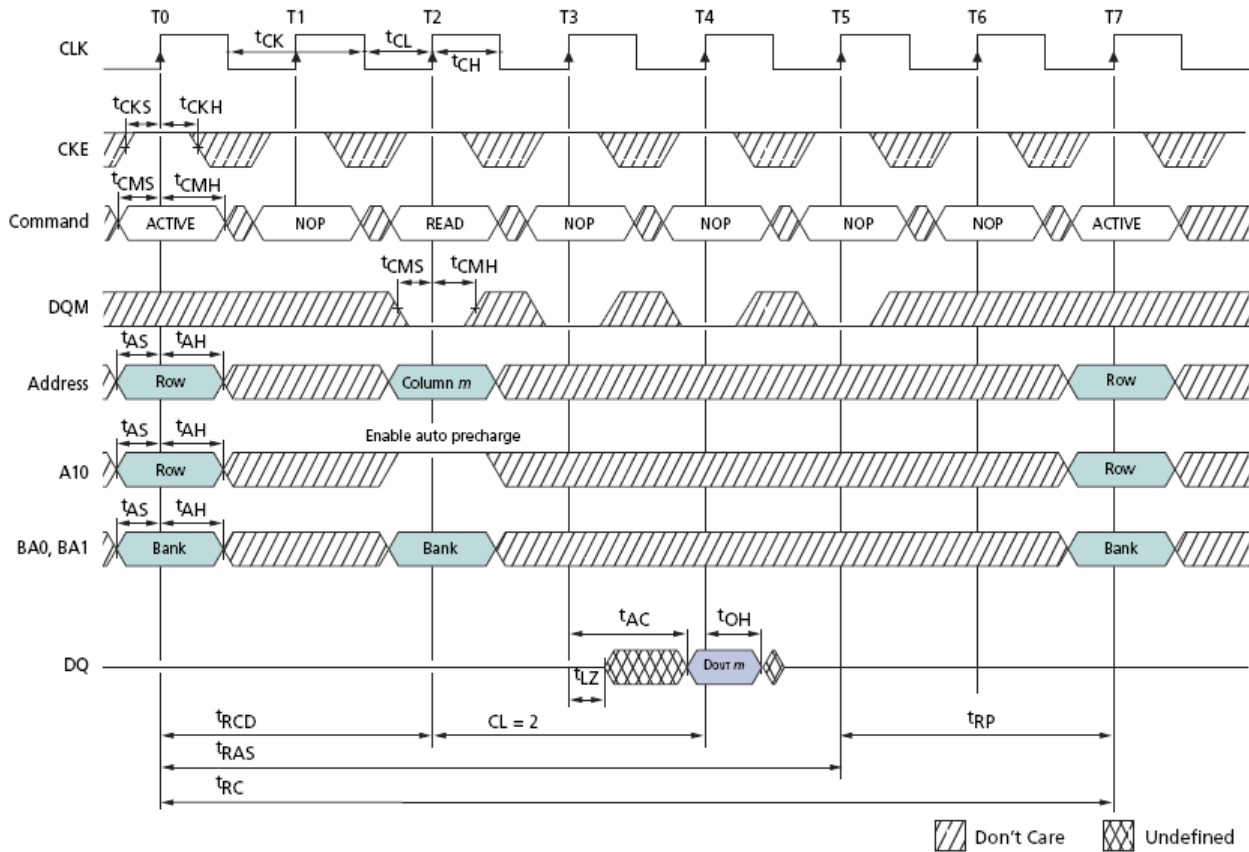 T0 T1 T2 T3 T4 T5 T6 T7
CLK
tCK tCL
tCH
tCKS tCKH
CKE
tCMS tCMH
Command ACTIVE NOP READ NOP NOP NOP NOP ACTIVE
tCMS tCMH
DQM
tAS tAH
Address Row Column m Row
tAS tAH
Enable auto precharge
A10 Row Row
tAS tAH
BA0, BA1 Bank Bank Bank
tAC tOH
DQ DOUT m
tLZ
tRCD CL = 2 tRP
tRAS
tRC
Don't Care Undefined